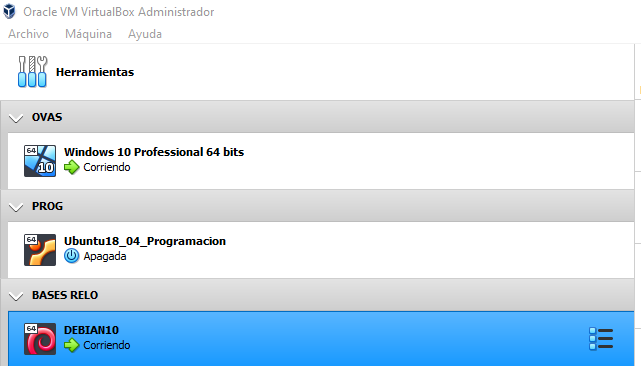 Oracle VM VirtualBox Administrador
Archivo Máquina Ayuda
Herramientas
OVAS
64
Windows 10 Professional 64 bits
10
Corriendo
PROG
64
Ubuntu18_04_Programacion
Apagada
BASES RELO
64
DEBIAN10
Corriendo